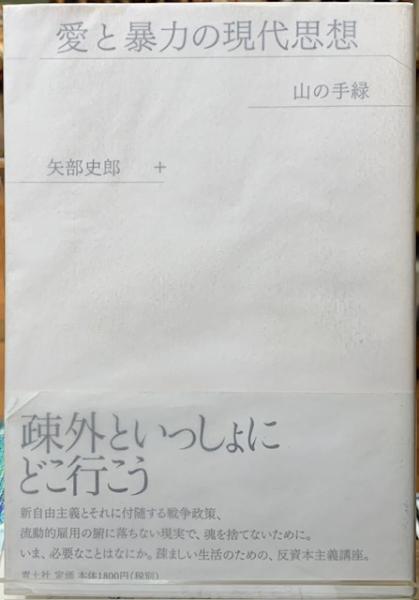 愛と暴力の現代思想
山の手緑
矢部史郎 +
疎外といっしょに
どこ行こう
新自由主義とそれに付随する戦争政策、
流動的雇用の腑に落ちない現実で、魂を捨てないために。
いま、必要なことはなにか。疎ましい生活のための、反資本主義講座。
青土社 定価 本体1800円(税別)